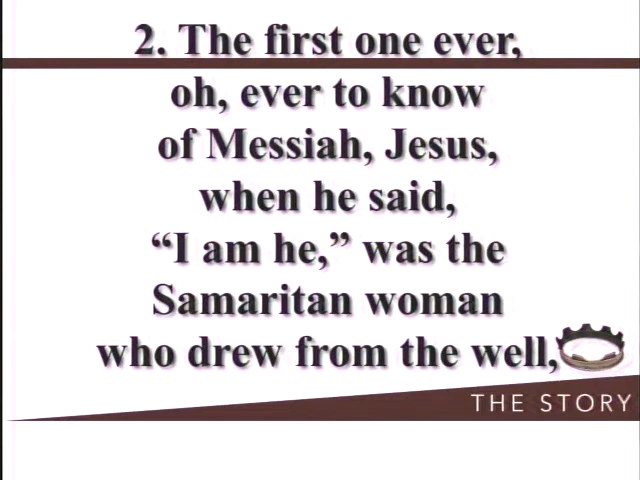 2. The first one ever,
oh, ever to know
of Messiah, Jesus,
when he said,
“I am he,” was the
Samaritan woman
who drew from the well,
THE STORY